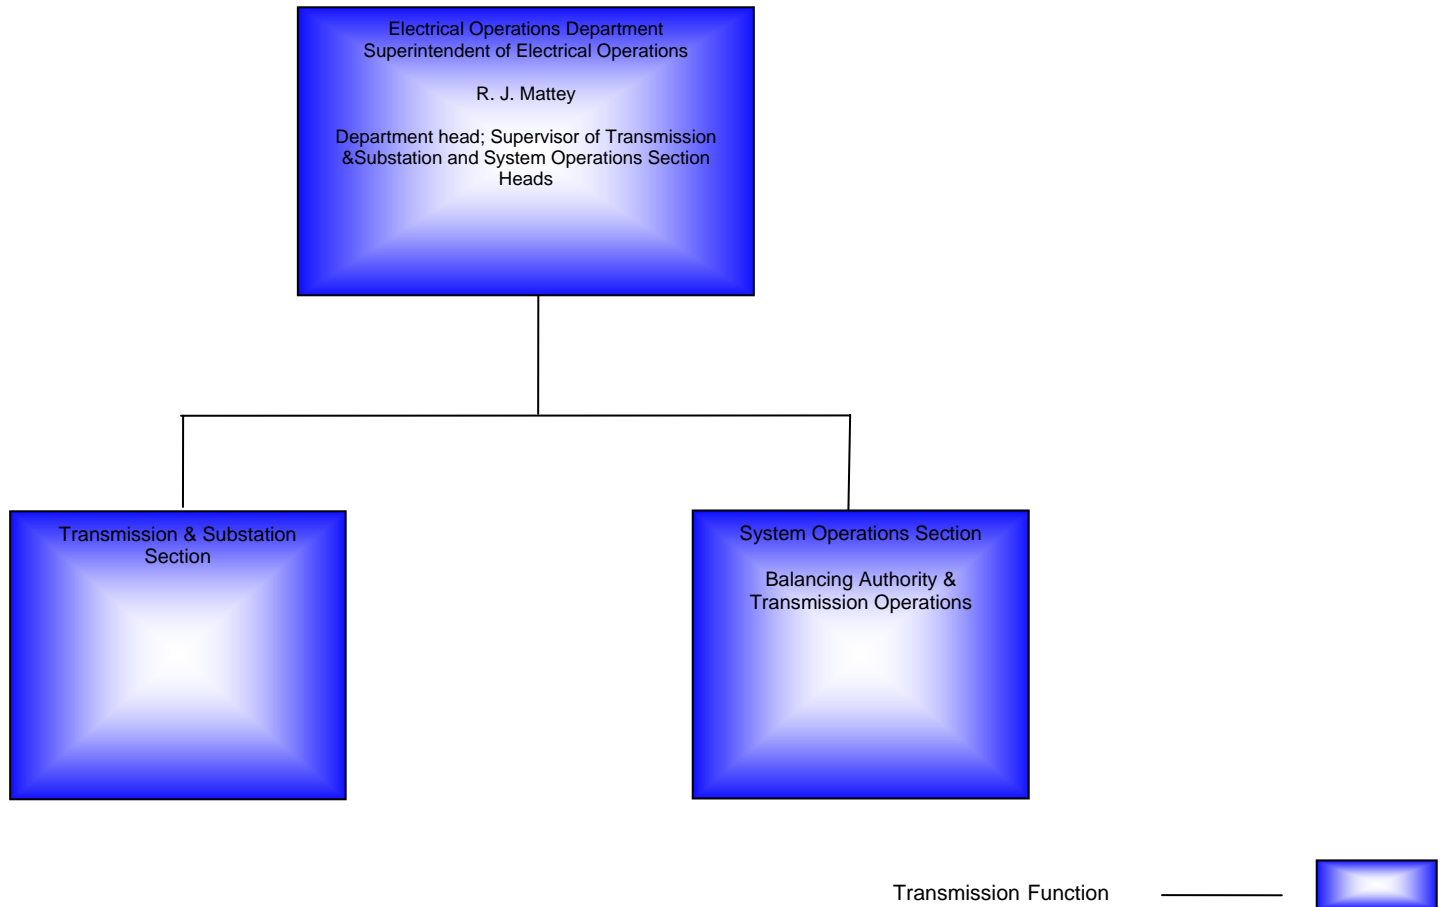 Electrical Operations Department
Superintendent of Electrical Operations
R. J. Mattey
Department head; Supervisor of Transmission
&Substation and System Operations Section
Heads
Transmission & Substation
Section
System Operations Section
Balancing Authority &
Transmission Operations
Transmission Function